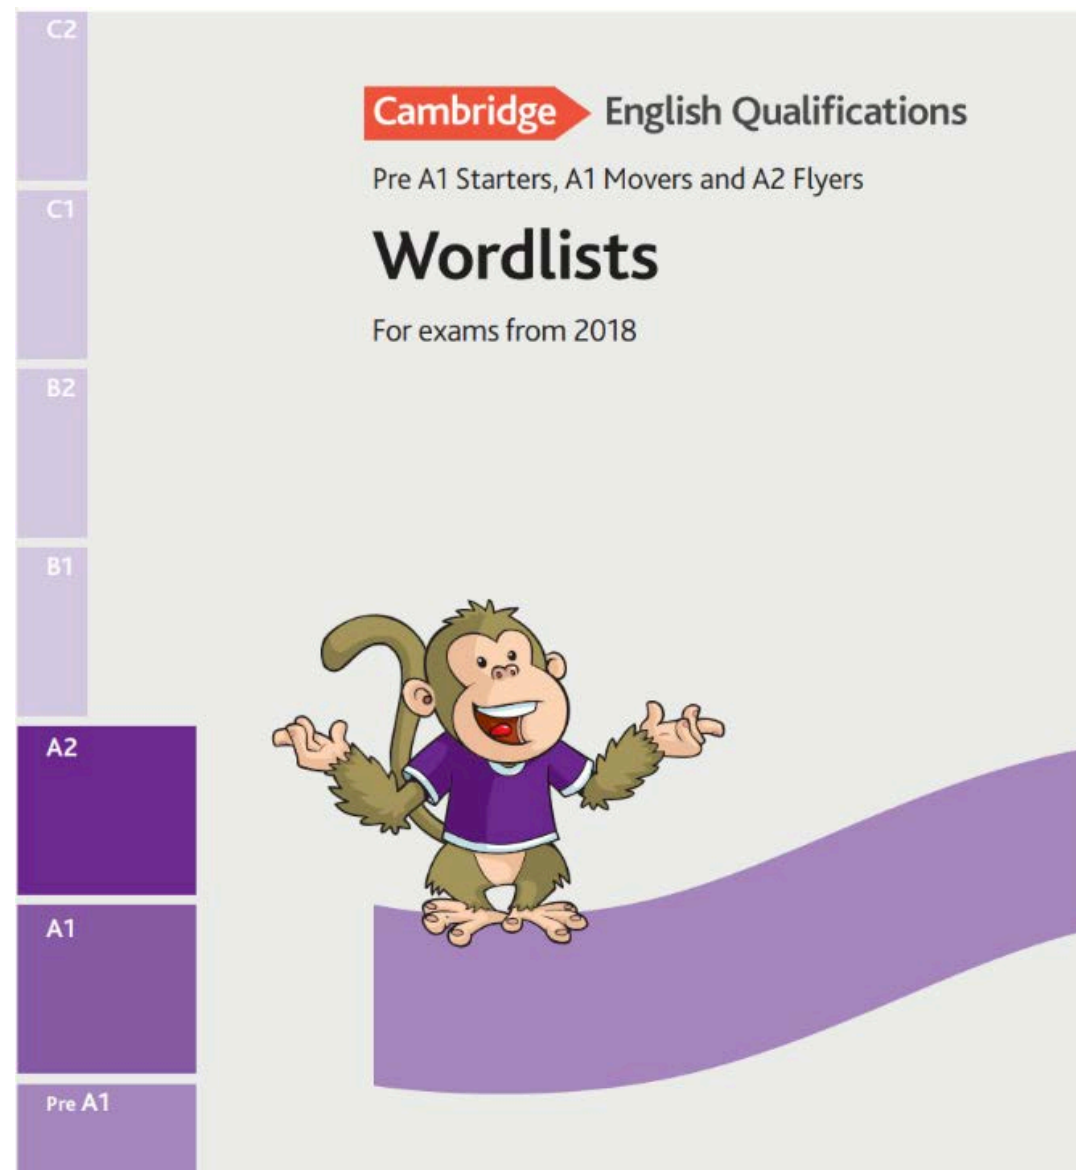 C2
Cambridge English Qualifications
Pre A1 Starters, A1 Movers and A2 Flyers
C1
Wordlists
For exams from 2018
B2
B1
A2
A1
Pre A1